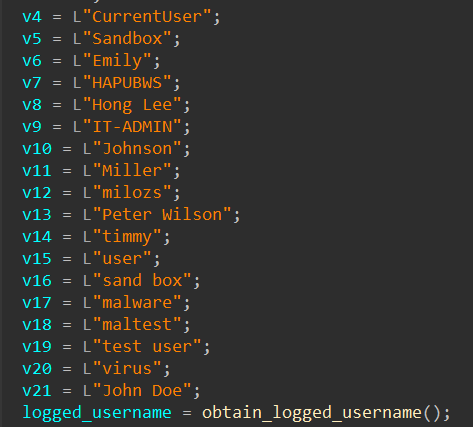 v4 = L"CurrentUser";
v5 = L"Sandbox";
v6 = L"Emily";
v7 = L"HAPUBWS";
v8 = L"Hong Lee";
v9 = L"IT-ADMIN";
v10 = L"Johnson";
v11 = L"Miller";
v12 = L"milozs";
v13 = L"Peter Wilson";
v14 = L"timmy";
v15 = L"user";
v16 = L"sand box";
v17 = L"malware";
v18 = L"maltest";
v19 = L"test user";
v20 = L"virus";
v21 = L"John Doe";
logged_username = obtain_logged_username();